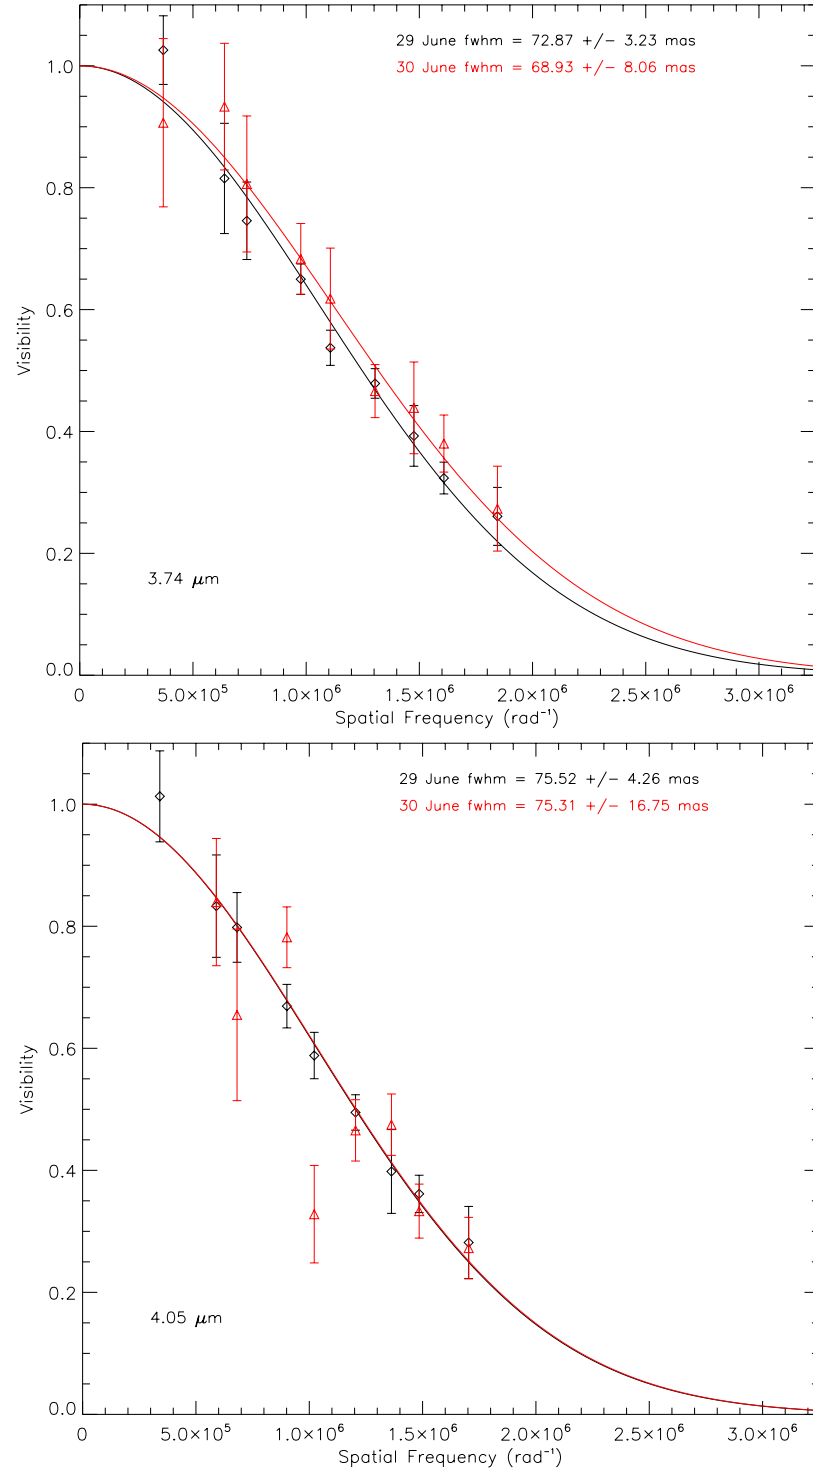 29 June fwhm = 72.87 +/- 3.23 mas
30 June fwhm = 68.93 +/- 8.06 mas
1.0
0.8
0.6
0.4
0.2
0.0
Visibility
3.74 μm
0
5.0×10⁵
1.0×10⁶
1.5×10⁶
2.0×10⁶
2.5×10⁶
3.0×10⁶
Spatial Frequency (rad⁻¹)
29 June fwhm = 75.52 +/- 4.26 mas
30 June fwhm = 75.31 +/- 16.75 mas
1.0
0.8
0.6
0.4
0.2
0.0
Visibility
4.05 μm
0
5.0×10⁵
1.0×10⁶
1.5×10⁶
2.0×10⁶
2.5×10⁶
3.0×10⁶
Spatial Frequency (rad⁻¹)